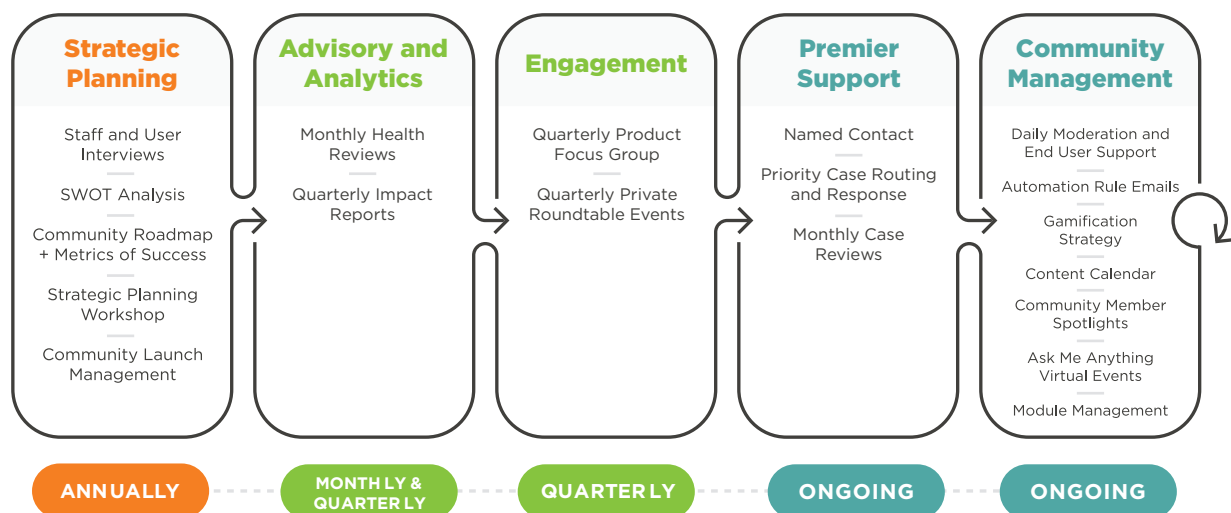 Strategic
Planning
Staff and User
Interviews
SWOT Analysis
Community Roadmap
+ Metrics of Success
Strategic Planning
Workshop
Community Launch
Management
ANNUALLY
Advisory and
Analytics
Monthly Health
Reviews
Quarterly Impact
Reports
MONTHLY &
QUARTERLY
Engagement
Quarterly Product
Focus Group
Quarterly Private
Roundtable Events
QUARTERLY
Premier
Support
Named Contact
Priority Case Routing
and Response
Monthly Case
Reviews
ONGOING
Community
Management
Daily Moderation and
End User Support
Automation Rule Emails
Gamification
Strategy
Content Calendar
Community Member
Spotlights
Ask Me Anything
Virtual Events
Module Management
ONGOING